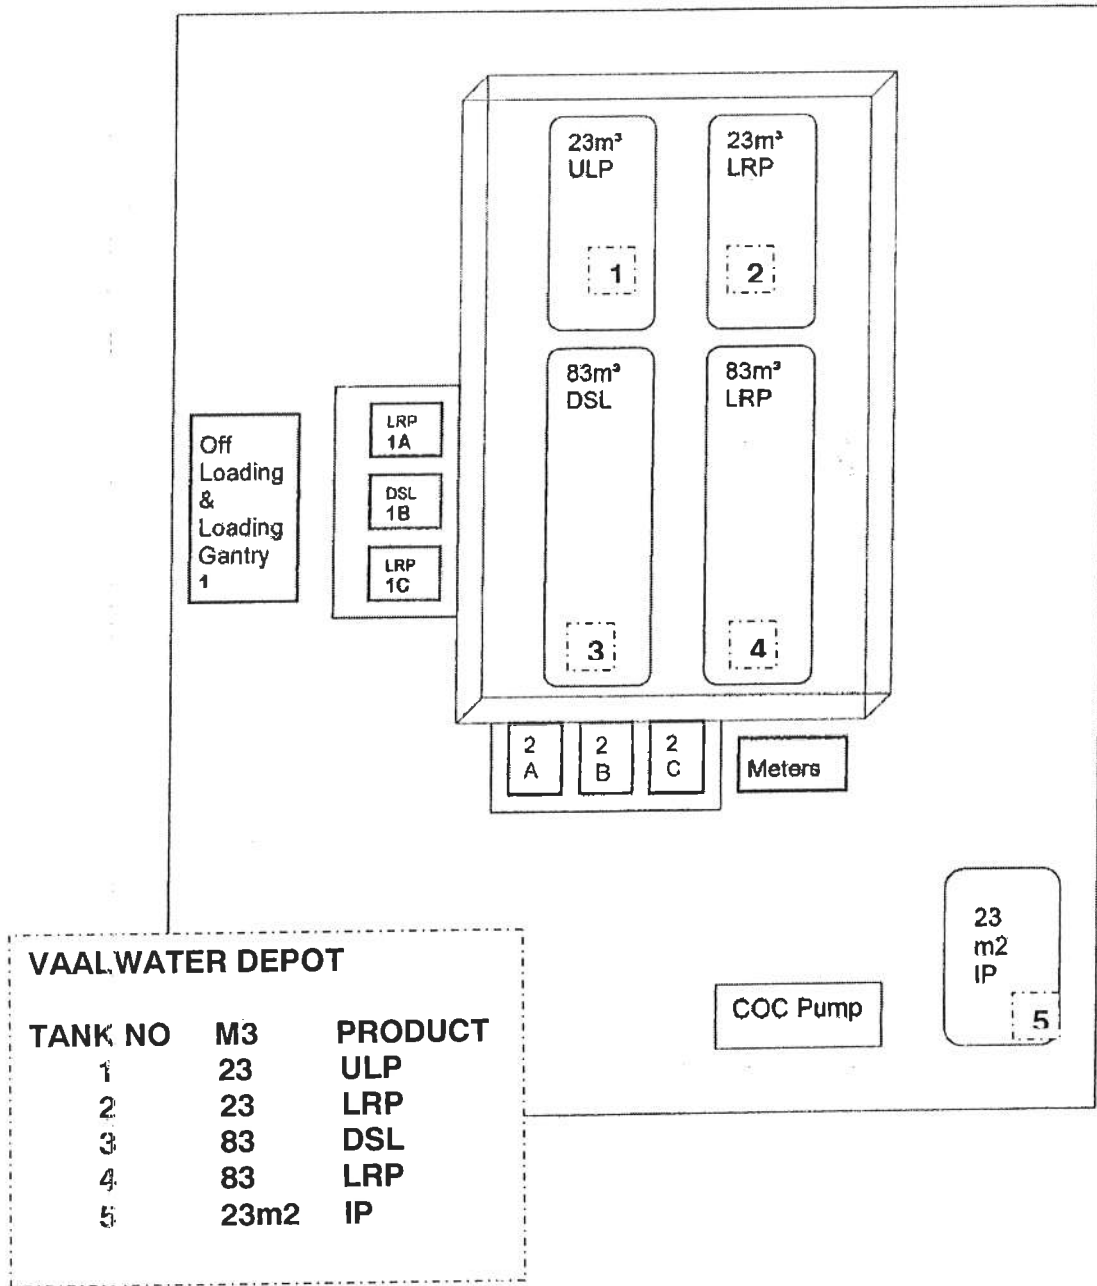 23m³
ULP
1
23m³
LRP
2
83m³
DSL
3
83m³
LRP
4
Off
Loading
&
Loading
Gantry
1
LRP
1A
DSL
1B
LRP
1C
2
A
2
B
2
C
Meters
23
m2
IP
5
COC Pump
VAALWATER DEPOT
TANK NO M3 PRODUCT
1 23 ULP
2 23 LRP
3 83 DSL
4 83 LRP
5 23m2 IP